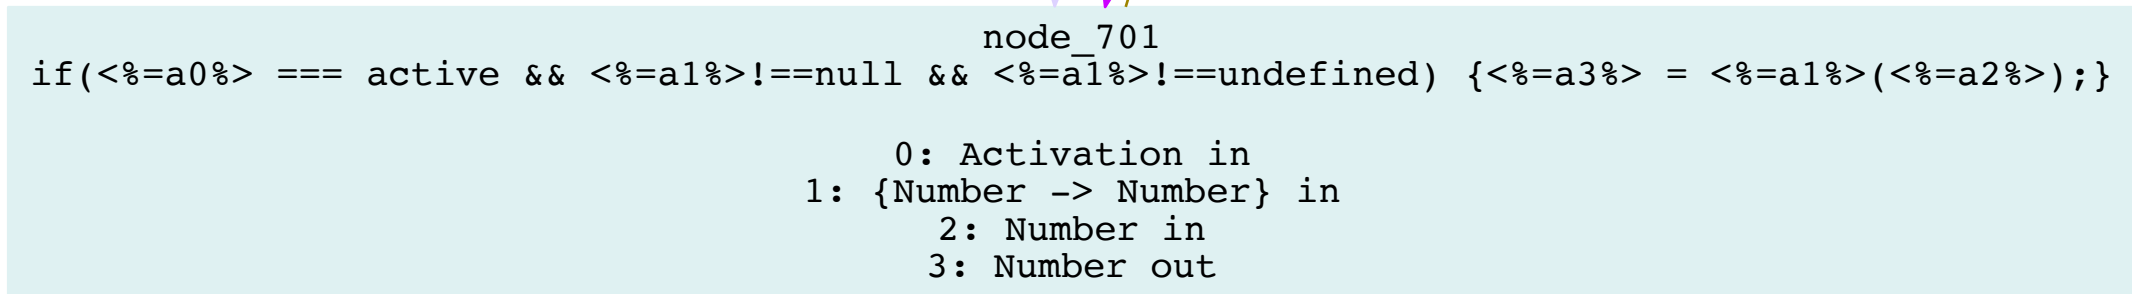 node_701
if(<%=a0%> === active && <%=a1%>!==null && <%=a1%>!==undefined) {<%=a3%> = <%=a1%>(<%=a2%>);}
0: Activation in
1: {Number -> Number} in
2: Number in
3: Number out